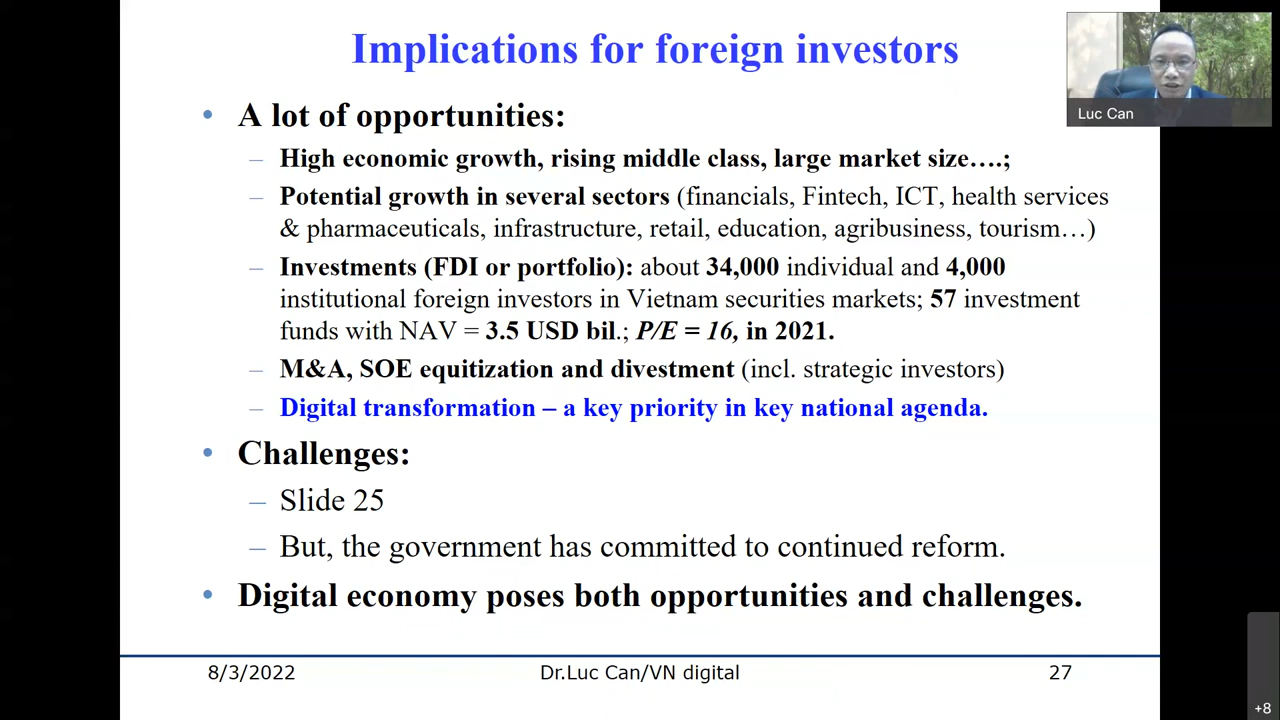 Implications for foreign investors
Luc Can
• A lot of opportunities:
– High economic growth, rising middle class, large market size….;
– Potential growth in several sectors (financials, Fintech, ICT, health services
& pharmaceuticals, infrastructure, retail, education, agribusiness, tourism…)
– Investments (FDI or portfolio): about 34,000 individual and 4,000
institutional foreign investors in Vietnam securities markets; 57 investment
funds with NAV = 3.5 USD bil.; P/E = 16, in 2021.
– M&A, SOE equitization and divestment (incl. strategic investors)
– Digital transformation – a key priority in key national agenda.
• Challenges:
– Slide 25
– But, the government has committed to continued reform.
• Digital economy poses both opportunities and challenges.
8/3/2022
Dr.Luc Can/VN digital
27
+8